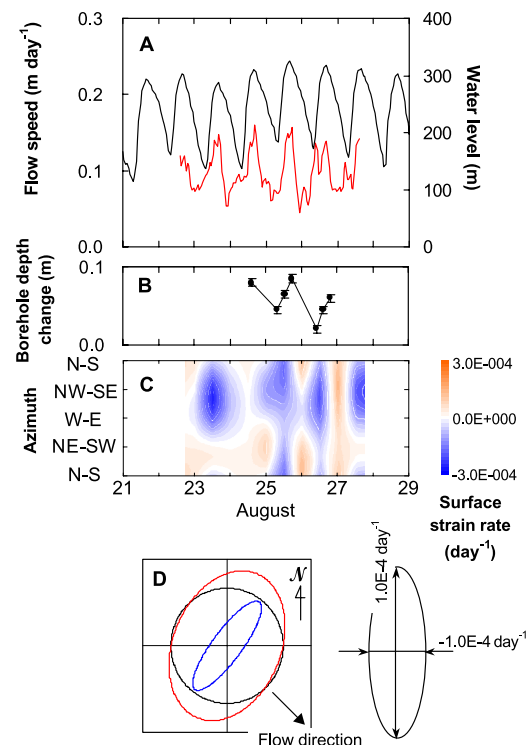 A
Flow speed (m day-1)
0.3
0.2
0.1
0.0
Water level (m)
400
300
200
100
0
B
Borehole depth
change (m)
0.1
0.0
C
Azimuth
N-S
NW-SE
W-E
NE-SW
N-S
21 23 25 27 29
August
3.0E-004
0.0E+000
-3.0E-004
Surface
strain rate
(day-1)
D
N
Flow direction
1.0E-4 day-1
-1.0E-4 day-1